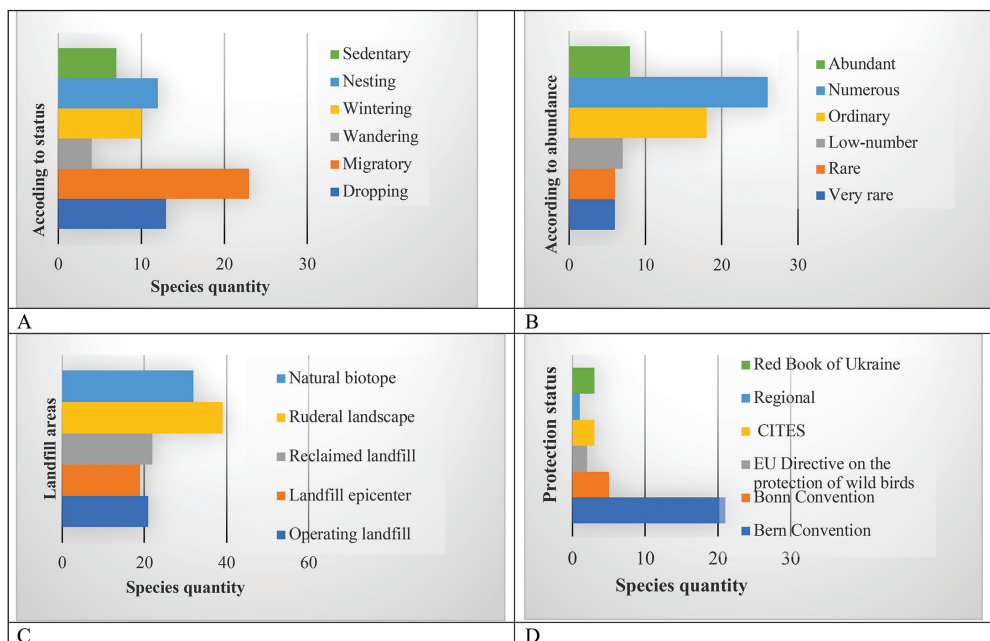 Accoding to status
Sedentary
Nesting
Wintering
Wandering
Migratory
Dropping
0 10 20 30
Species quantity
A
According to abundance
Abundant
Numerous
Ordinary
Low-number
Rare
Very rare
0 10 20 30
B
Landfill areas
Natural biotope
Ruderal landscape
Reclaimed landfill
Landfill epicenter
Operating landfill
0 20 40 60
Species quantity
C
Protection status
Red Book of Ukraine
Regional
CITES
EU Directive on the
protection of wild birds
Bonn Convention
Bern Convention
0 10 20 30
Species quantity
D